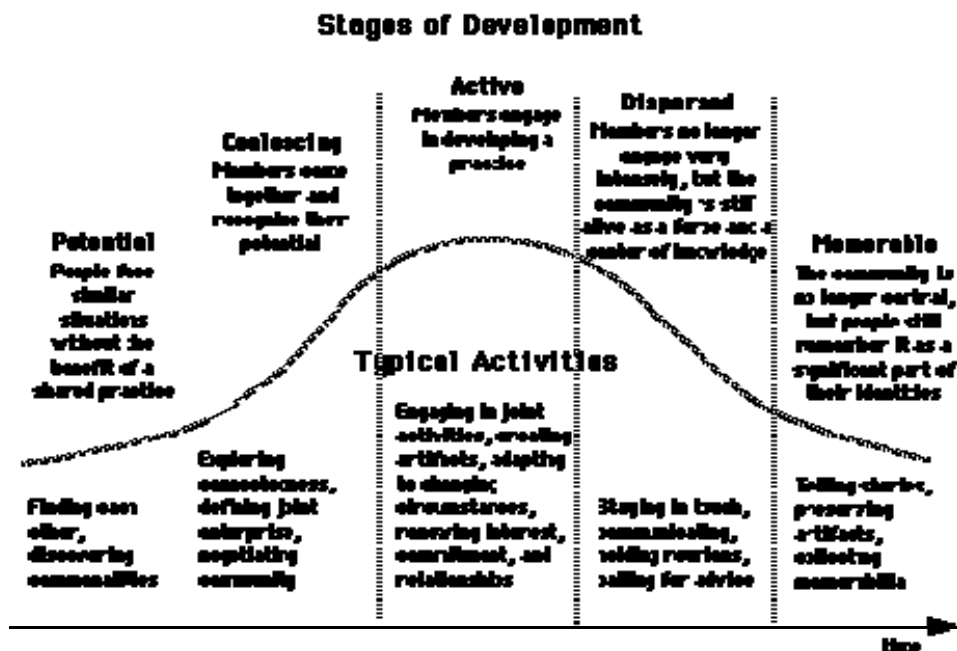 Stages of Development
Potential
People face
similar
situations
without the
benefit of a
shared practice
Coalescing
Members come
together and
recognize their
potential
Active
Members engage
in developing a
practice
Dispersed
Members no longer
engage very
intensely, but the
community is still
alive as a force and a
center of knowledge
Memorable
The community is
no longer central,
but people still
remember it as a
significant part of
their identities
Typical Activities
Finding each
other,
discovering
commonalities
Exploring
connectedness,
defining joint
enterprise,
negotiating
community
Engaging in joint
activities, creating
artifacts, adapting
to changing
circumstances,
renewing interest,
commitment, and
relationships
Staying in touch,
communicating,
holding reunions,
calling for advice
Telling stories,
preserving
artifacts,
collecting
memorabilia
time